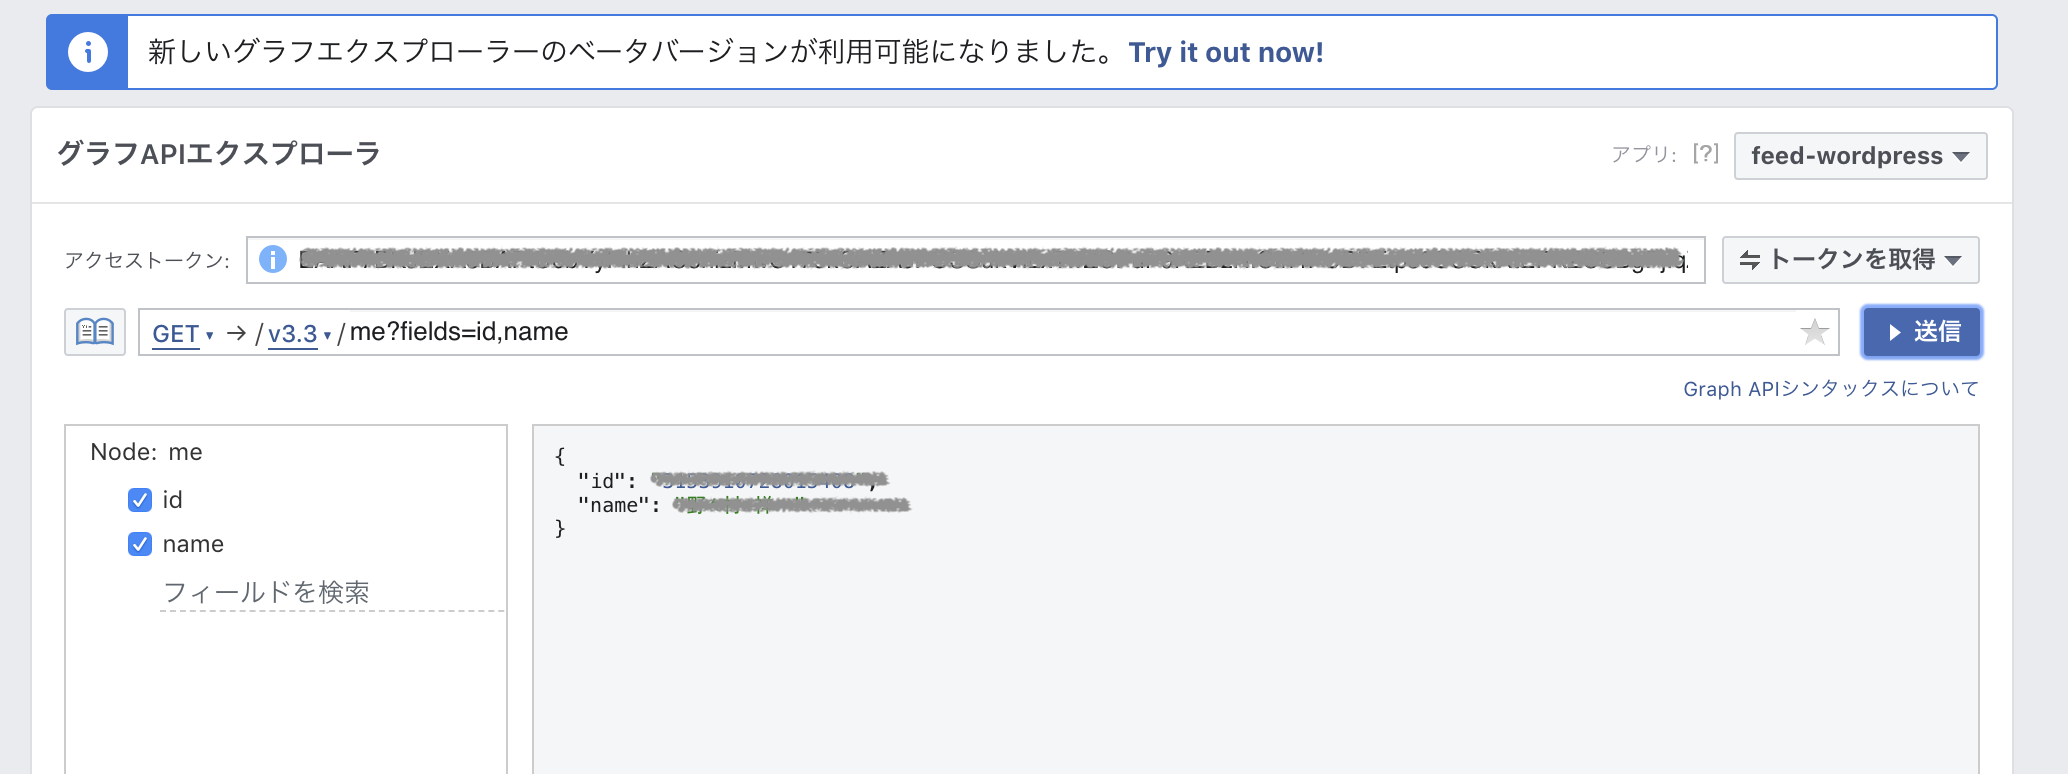 新しいグラフエクスプローラーのベータバージョンが利用可能になりました。Try it out now!
グラフAPIエクスプローラ
アプリ: [?] feed-wordpress
アクセストークン:
トークンを取得
GET → / v3.3 / me?fields=id,name
送信
Graph APIシンタックスについて
Node: me
id
name
フィールドを検索
{
"id":
"name":
}